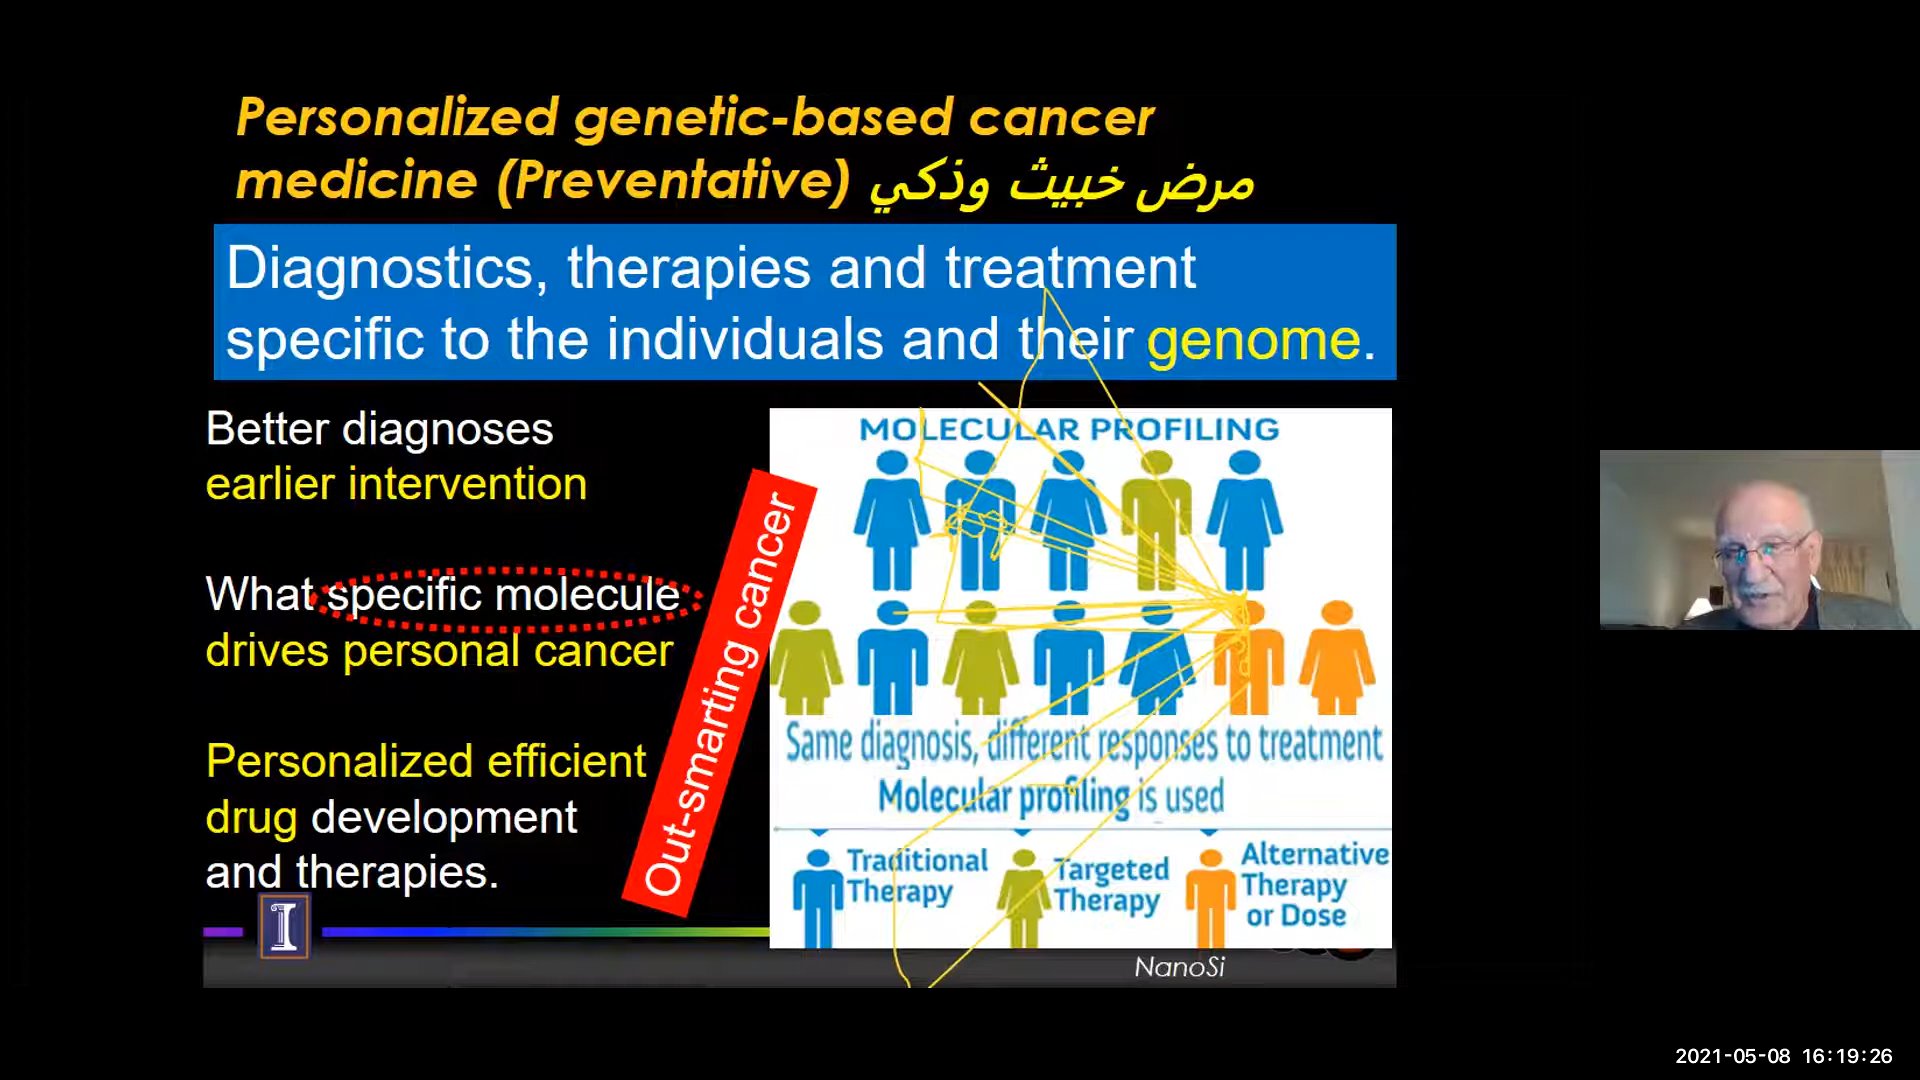 Personalized genetic-based cancer
medicine (Preventative) مرض خبيث وذكي
Diagnostics, therapies and treatment
specific to the individuals and their genome.
Better diagnoses
earlier intervention
What specific molecule
drives personal cancer
Personalized efficient
drug development
and therapies.
Out-smarting cancer
MOLECULAR PROFILING
Same diagnosis, different responses to treatment
Molecular profiling is used
Traditional
Therapy
Targeted
Therapy
Alternative
Therapy
or Dose
I
NanoSi
2021-05-08 16:19:26